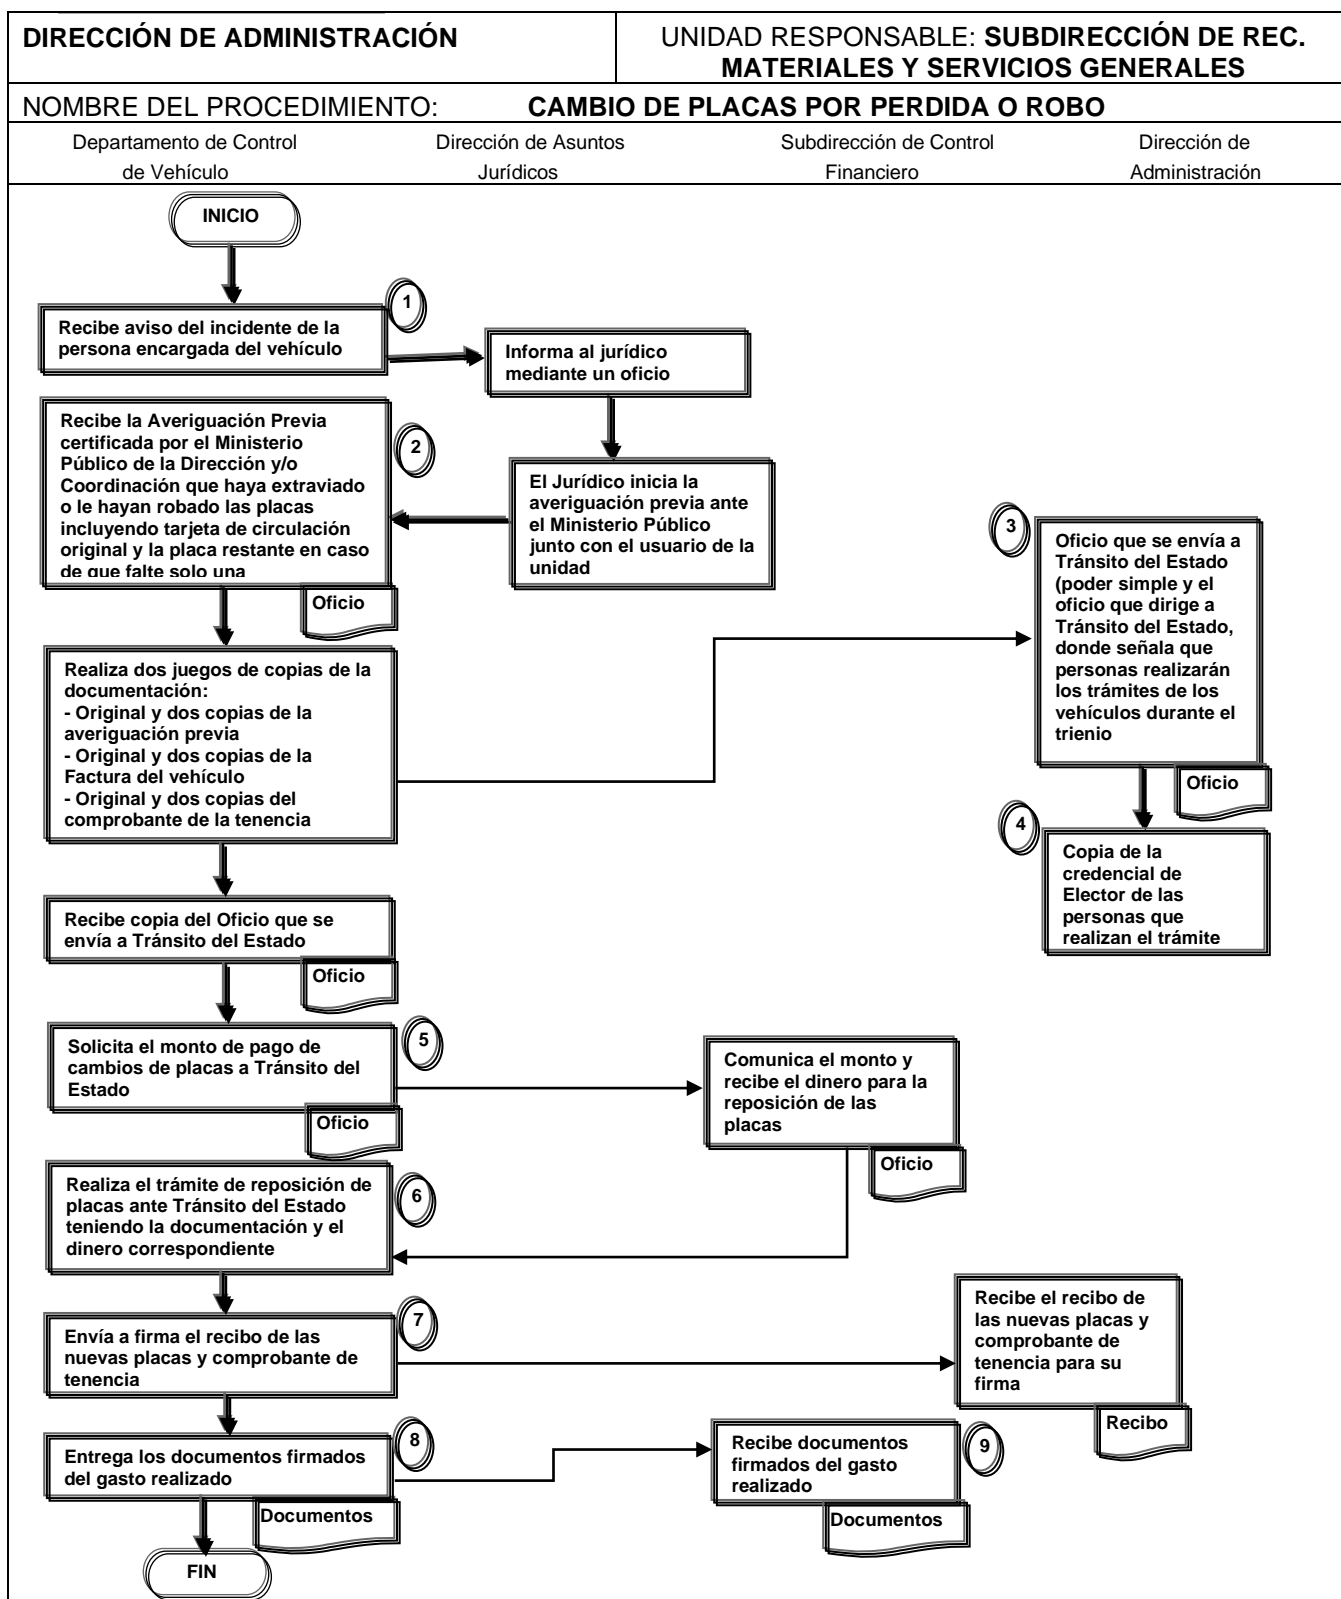 DIRECCIÓN DE ADMINISTRACIÓN
UNIDAD RESPONSABLE: SUBDIRECCIÓN DE REC.
MATERIALES Y SERVICIOS GENERALES
NOMBRE DEL PROCEDIMIENTO: CAMBIO DE PLACAS POR PERDIDA O ROBO
Departamento de Control
de Vehículo
Dirección de Asuntos
Jurídicos
Subdirección de Control
Financiero
Dirección de
Administración
INICIO
1
Recibe aviso del incidente de la
persona encargada del vehículo
Informa al jurídico
mediante un oficio
2
Recibe la Averiguación Previa
certificada por el Ministerio
Público de la Dirección y/o
Coordinación que haya extraviado
o le hayan robado las placas
incluyendo tarjeta de circulación
original y la placa restante en caso
de que falte solo una
Oficio
El Jurídico inicia la
averiguación previa ante
el Ministerio Público
junto con el usuario de la
unidad
3
Oficio que se envía a
Tránsito del Estado
(poder simple y el
oficio que dirige a
Tránsito del Estado,
donde señala que
personas realizarán
los trámites de los
vehículos durante el
trienio
Oficio
Realiza dos juegos de copias de la
documentación:
- Original y dos copias de la
averiguación previa
- Original y dos copias de la
Factura del vehículo
- Original y dos copias del
comprobante de la tenencia
4
Copia de la
credencial de
Elector de las
personas que
realizan el trámite
Recibe copia del Oficio que se
envía a Tránsito del Estado
Oficio
5
Solicita el monto de pago de
cambios de placas a Tránsito del
Estado
Oficio
Comunica el monto y
recibe el dinero para la
reposición de las
placas
Oficio
6
Realiza el trámite de reposición de
placas ante Tránsito del Estado
teniendo la documentación y el
dinero correspondiente
7
Envía a firma el recibo de las
nuevas placas y comprobante de
tenencia
Recibe el recibo de
las nuevas placas y
comprobante de
tenencia para su
firma
Recibo
8
Entrega los documentos firmados
del gasto realizado
Documentos
9
Recibe documentos
firmados del gasto
realizado
Documentos
FIN